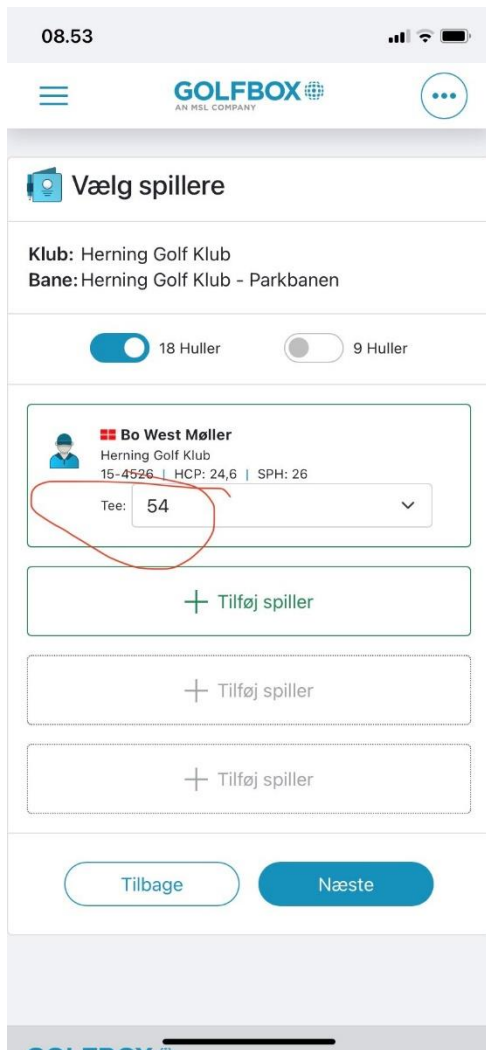 08.53
GOLFBOX
AN MSL COMPANY
Vælg spillere
Klub: Herning Golf Klub
Bane: Herning Golf Klub - Parkbanen
18 Huller 9 Huller
Bo West Møller
Herning Golf Klub
15-4526 | HCP: 24,6 | SPH: 26
Tee: 54
Tilføj spiller
Tilføj spiller
Tilføj spiller
Tilbage Næste
GOLFBOX